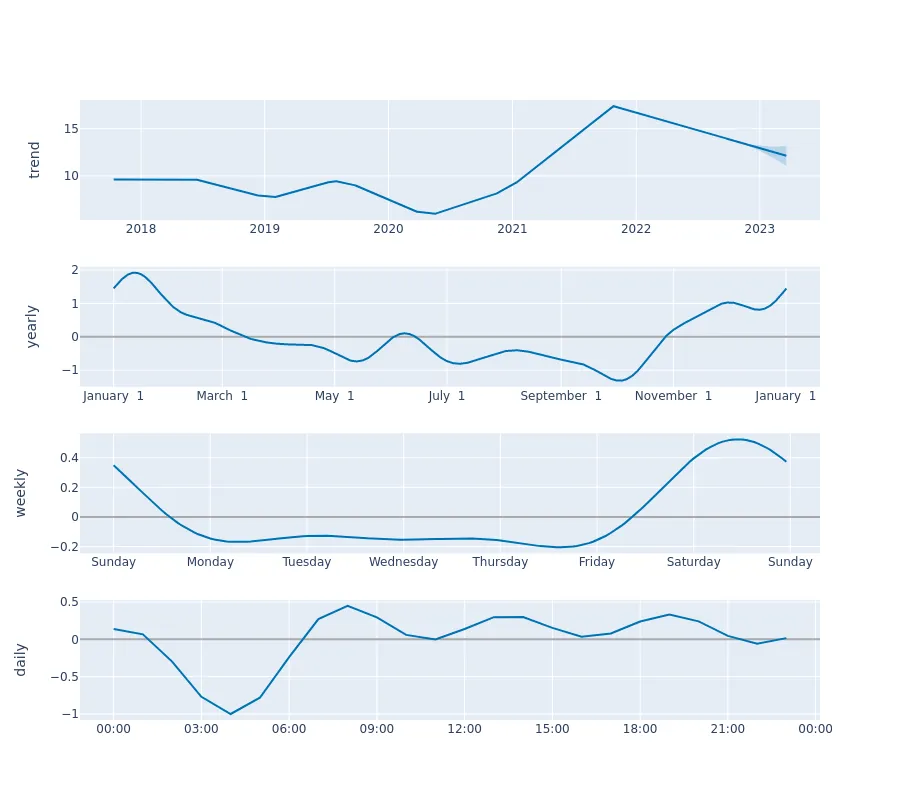 trend
15
10
2018 2019 2020 2021 2022 2023
yearly
2
1
0
−1
January 1 March 1 May 1 July 1 September 1 November 1 January 1
weekly
0.4
0.2
0
−0.2
Sunday Monday Tuesday Wednesday Thursday Friday Saturday Sunday
daily
0.5
0
−0.5
−1
00:00 03:00 06:00 09:00 12:00 15:00 18:00 21:00 00:00